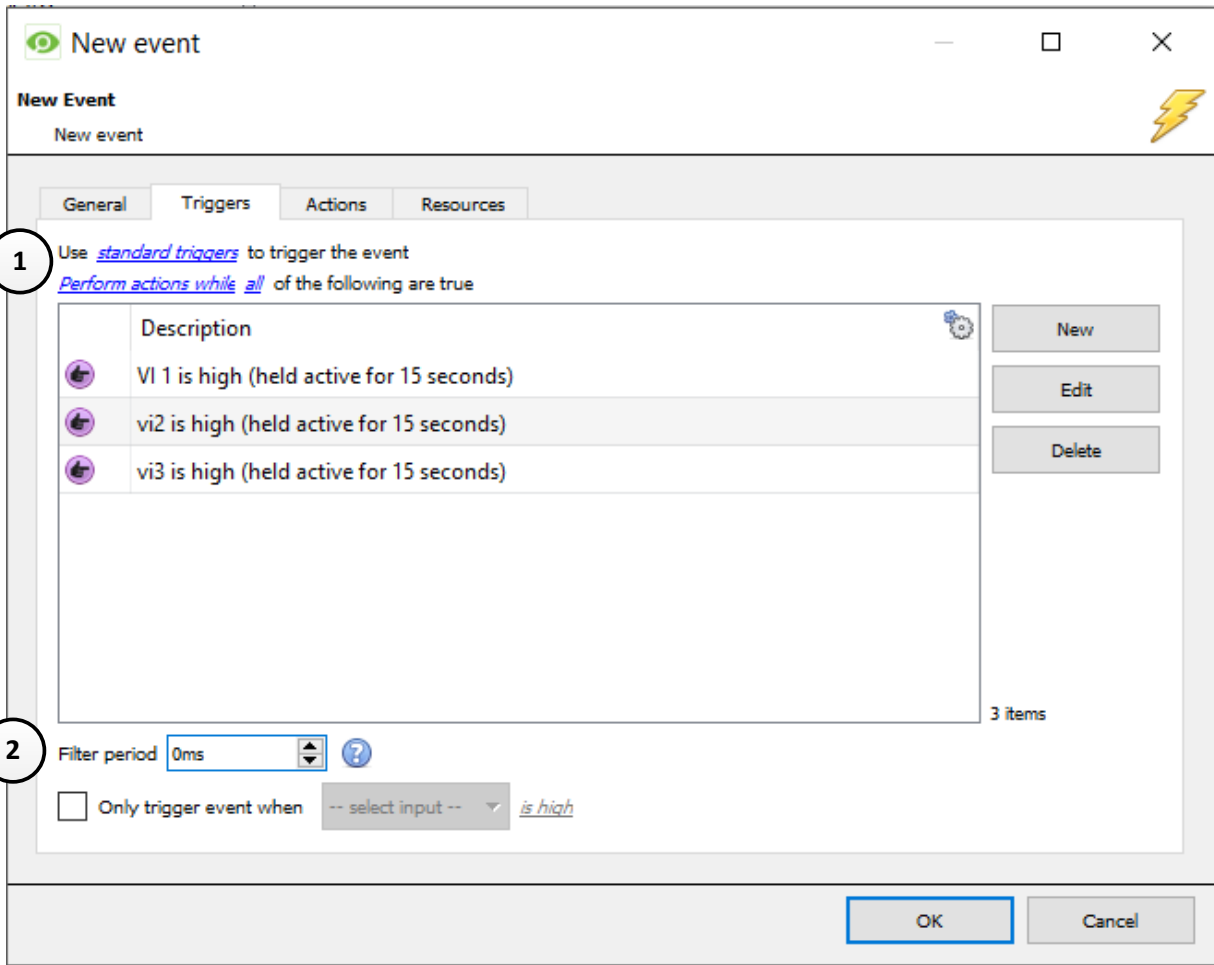 New event
New Event
New event
General Triggers Actions Resources
1
Use standard triggers to trigger the event
Perform actions while all of the following are true
Description
New
VI 1 is high (held active for 15 seconds)
Edit
vi2 is high (held active for 15 seconds)
Delete
vi3 is high (held active for 15 seconds)
3 items
2
Filter period 0ms
Only trigger event when -- select input -- is high
OK Cancel